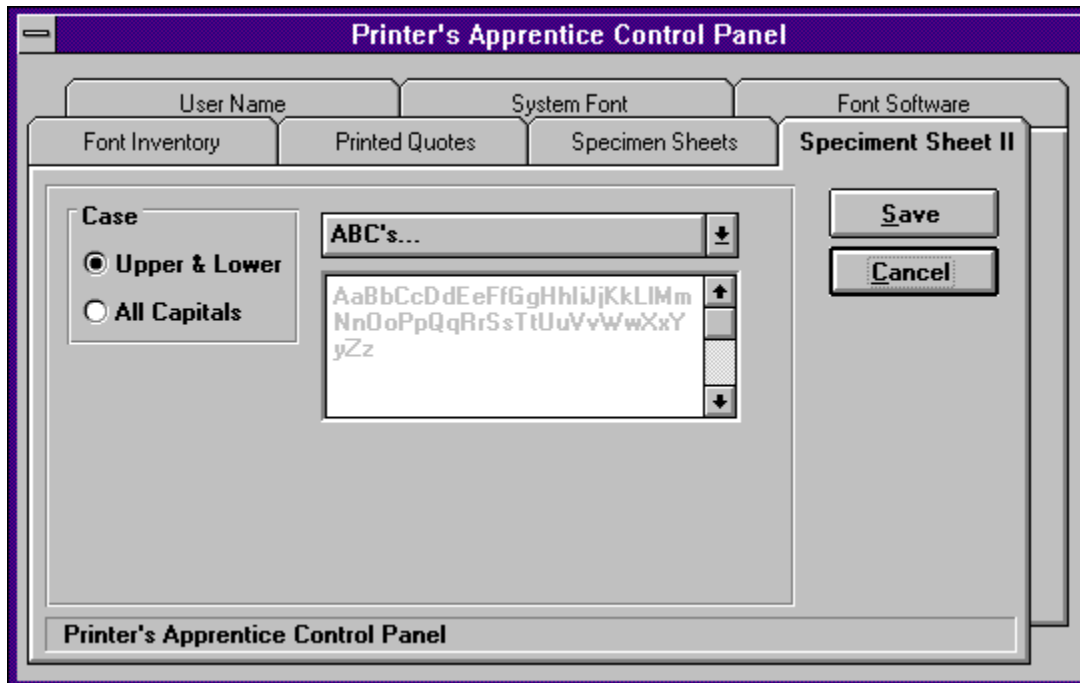 Printer's Apprentice Control Panel
User Name
System Font
Font Software
Font Inventory
Printed Quotes
Specimen Sheets
Speciment Sheet II
Case
Upper & Lower
All Capitals
ABC's...
AaBbCcDdEeFfGgHhIiJjKkLlMm
NnOoPpQqRrSsTtUuVvWwXxY
yZz
Save
Cancel
Printer's Apprentice Control Panel